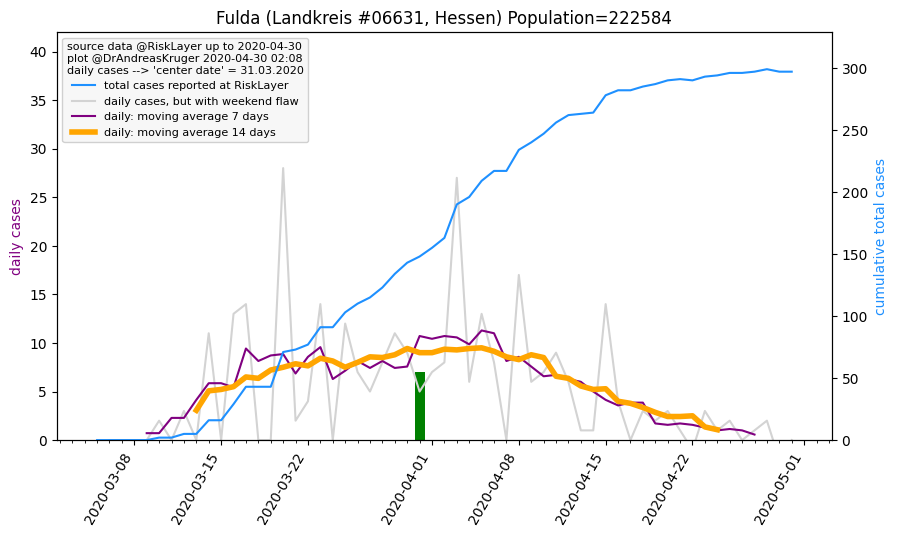 Fulda (Landkreis #06631, Hessen) Population=222584
source data @RiskLayer up to 2020-04-30
plot @DrAndreasKruger 2020-04-30 02:08
daily cases --> 'center date' = 31.03.2020
total cases reported at RiskLayer
daily cases, but with weekend flaw
daily: moving average 7 days
daily: moving average 14 days
daily cases
40
35
30
25
20
15
10
5
0
300
250
200
150
100
50
0
cumulative total cases
2020-03-08
2020-03-15
2020-03-22
2020-04-01
2020-04-08
2020-04-15
2020-04-22
2020-05-01